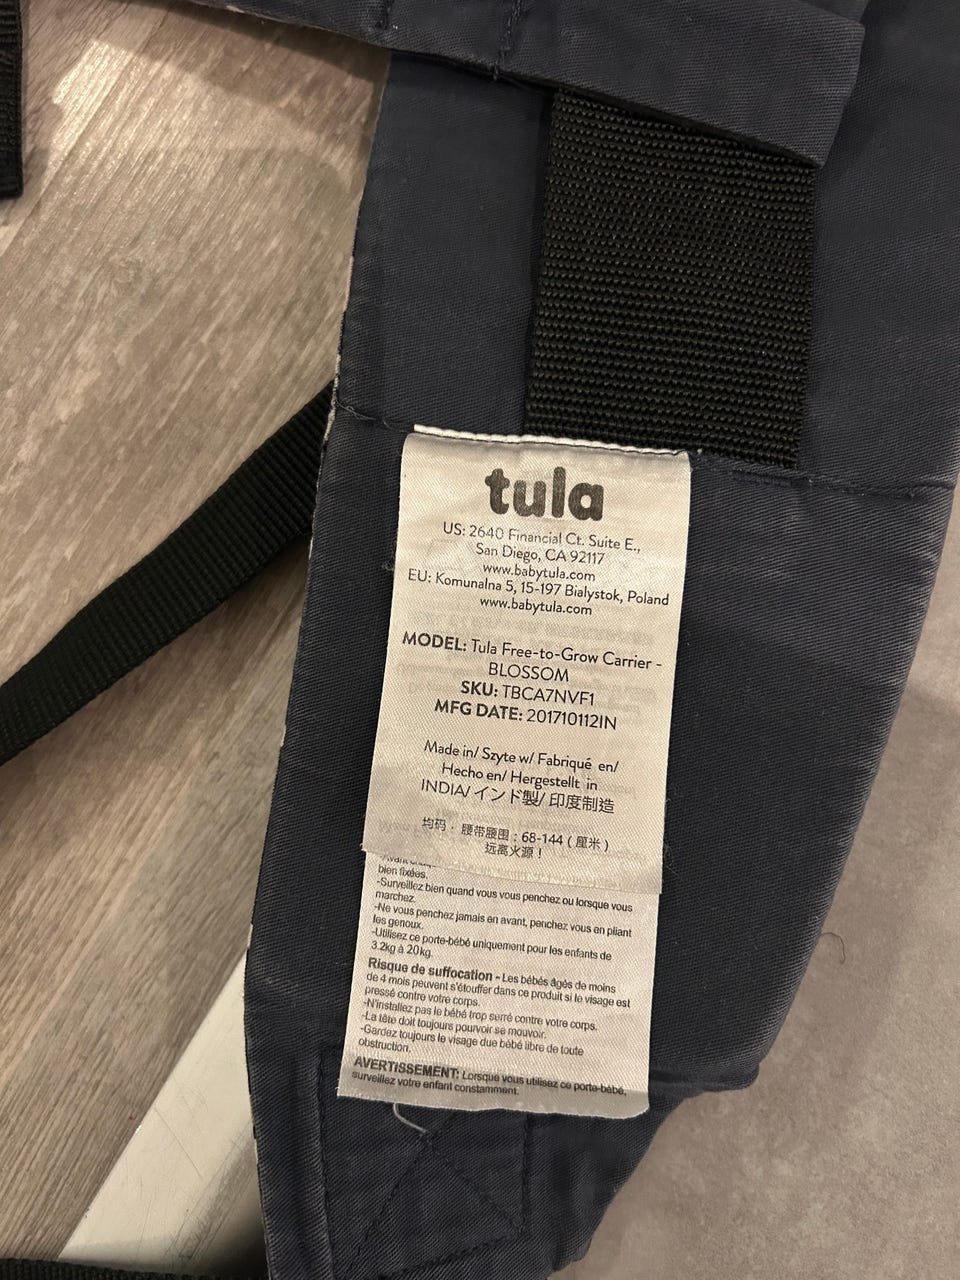 tula
US: 2640 Financial Ct. Suite E.,
San Diego, CA 92117
www.babytula.com
EU: Komunalna 5, 15-197 Bialystok, Poland
www.babytula.com
MODEL: Tula Free-to-Grow Carrier -
BLOSSOM
SKU: TBCA7NVF1
MFG DATE: 201710112IN
Made in/ Szyte w/ Fabriqué en/
Hecho en/ Hergestellt in
INDIA/ インド製/ 印度制造
均码 · 腰带腰围：68-144 ( 厘米 )
远离火源！
bien fixées.
-Surveillez bien quand vous vous penchez ou lorsque vous
marchez.
-Ne vous penchez jamais en avant, penchez vous en pliant
les genoux.
-Utilisez ce porte-bébé uniquement pour les enfants de
3.2kg à 20kg.
Risque de suffocation - Les bébés âgés de moins
de 4 mois peuvent s'étouffer dans ce produit si le visage est
pressé contre votre corps.
-N'installez pas le bébé trop serré contre votre corps.
-La tête doit toujours pourvoir se mouvoir.
-Gardez toujours le visage due bébé libre de toute
obstruction.
AVERTISSEMENT: Lorsque vous utilisez ce porte-bébé,
surveillez votre enfant constamment.